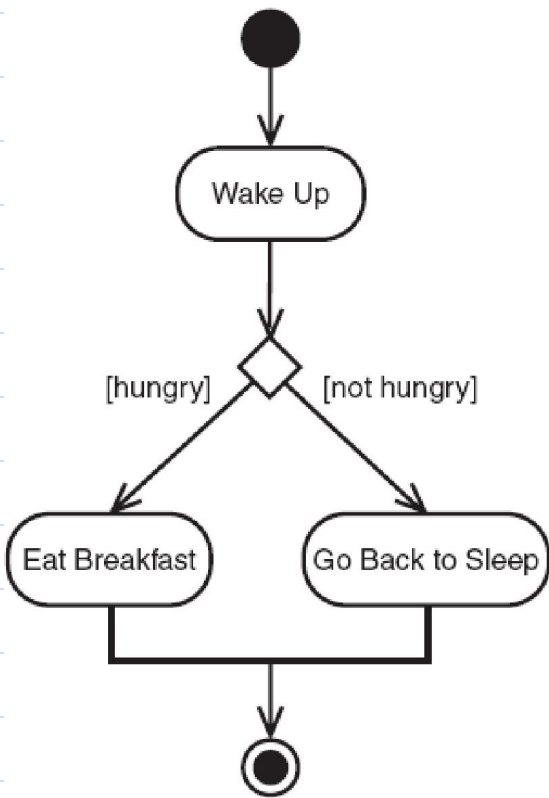 Wake Up
[hungry]
[not hungry]
Eat Breakfast
Go Back to Sleep